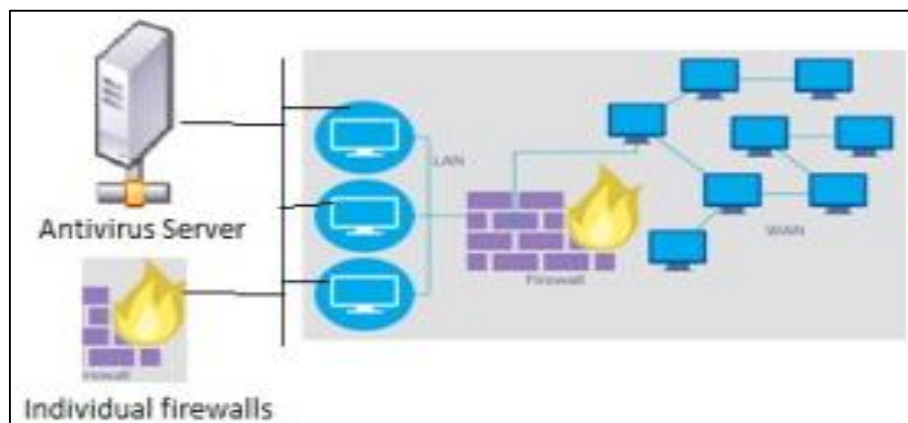 Antivirus Server
Individual firewalls
LAN
Firewall
WAN